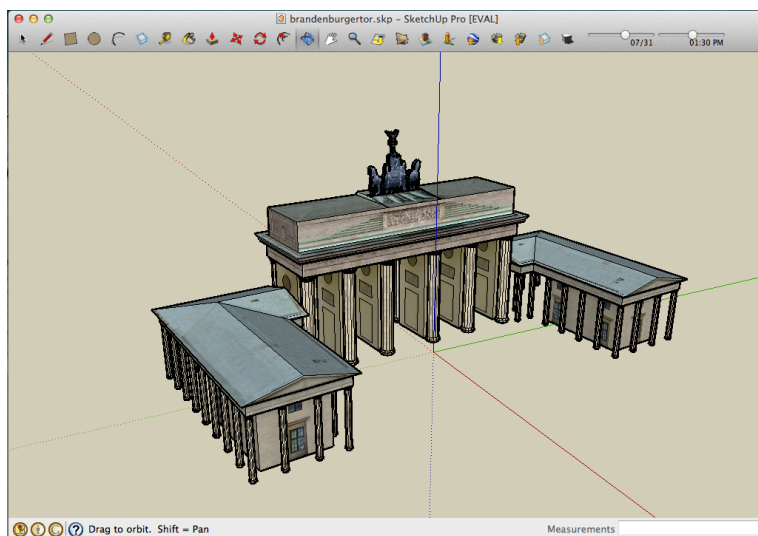 brandenburgertor.skp – SketchUp Pro [EVAL]
07/31 01:30 PM
Drag to orbit. Shift = Pan Measurements